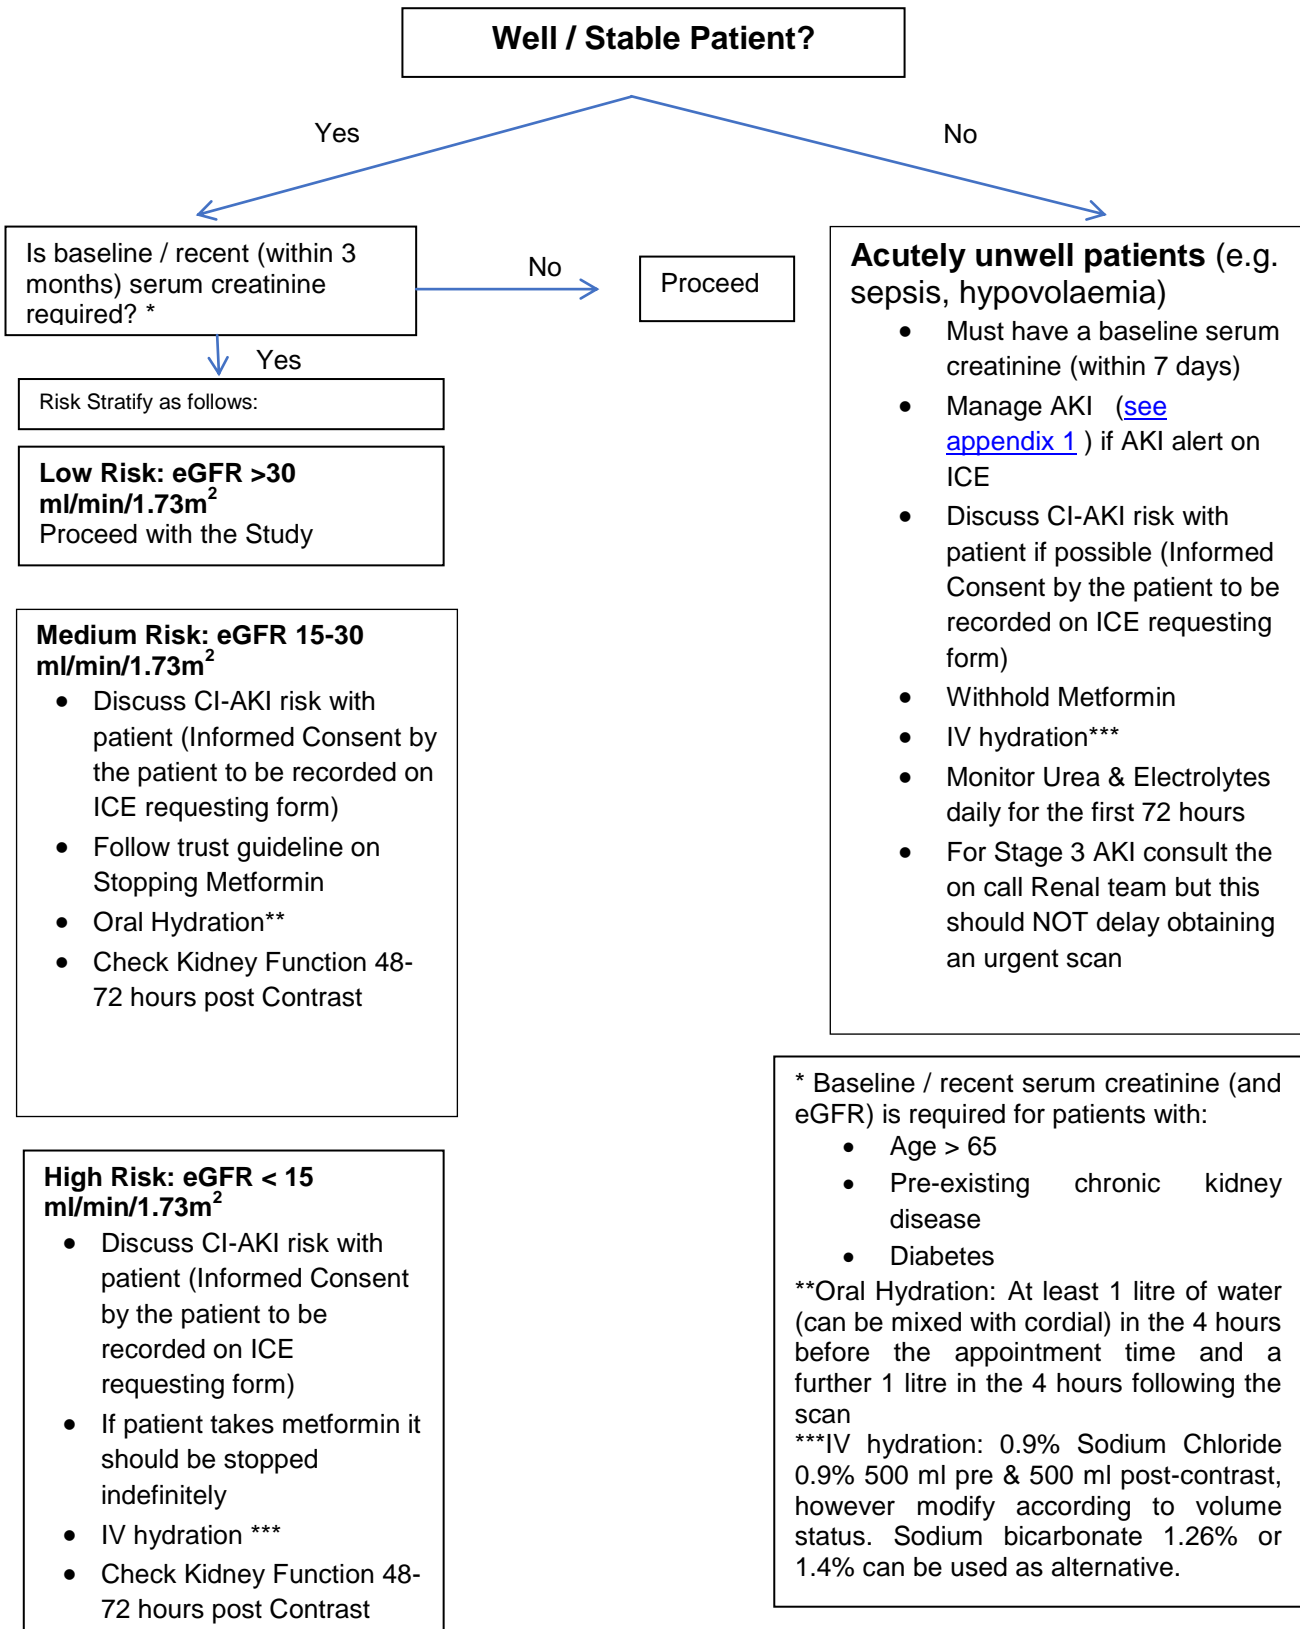 Well / Stable Patient?
Yes
No
Is baseline / recent (within 3
months) serum creatinine
required? *
No
Proceed
Yes
Risk Stratify as follows:
Low Risk: eGFR >30
ml/min/1.73m²
Proceed with the Study
Medium Risk: eGFR 15-30
ml/min/1.73m²
• Discuss CI-AKI risk with
patient (Informed Consent by
the patient to be recorded on
ICE requesting form)
• Follow trust guideline on
Stopping Metformin
• Oral Hydration**
• Check Kidney Function 48-
72 hours post Contrast
High Risk: eGFR < 15
ml/min/1.73m²
• Discuss CI-AKI risk with
patient (Informed Consent
by the patient to be
recorded on ICE
requesting form)
• If patient takes metformin it
should be stopped
indefinitely
• IV hydration ***
• Check Kidney Function 48-
72 hours post Contrast
Acutely unwell patients (e.g.
sepsis, hypovolaemia)
• Must have a baseline serum
creatinine (within 7 days)
• Manage AKI (see
appendix 1 ) if AKI alert on
ICE
• Discuss CI-AKI risk with
patient if possible (Informed
Consent by the patient to be
recorded on ICE requesting
form)
• Withhold Metformin
• IV hydration***
• Monitor Urea & Electrolytes
daily for the first 72 hours
• For Stage 3 AKI consult the
on call Renal team but this
should NOT delay obtaining
an urgent scan
* Baseline / recent serum creatinine (and
eGFR) is required for patients with:
• Age > 65
• Pre-existing chronic kidney
disease
• Diabetes
**Oral Hydration: At least 1 litre of water
(can be mixed with cordial) in the 4 hours
before the appointment time and a
further 1 litre in the 4 hours following the
scan
***IV hydration: 0.9% Sodium Chloride
0.9% 500 ml pre & 500 ml post-contrast,
however modify according to volume
status. Sodium bicarbonate 1.26% or
1.4% can be used as alternative.